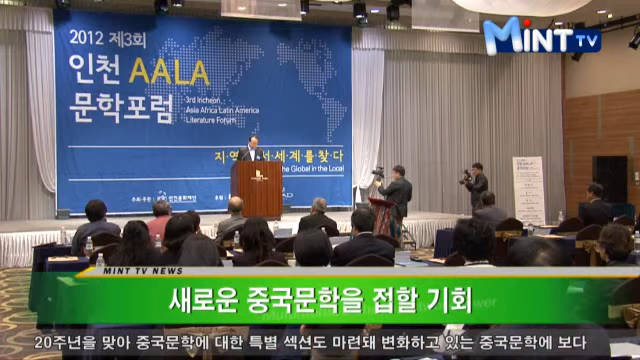 MINT TV
2012 제3회
인천 AALA
문학포럼
3rd Incheon
Asia Africa Latin America
Literature Forum
the Global in the Local
MINT TV NEWS
새로운 중국문학을 접할 기회
20주년을 맞아 중국문학에 대한 특별 섹션도 마련돼 변화하고 있는 중국문학에 보다